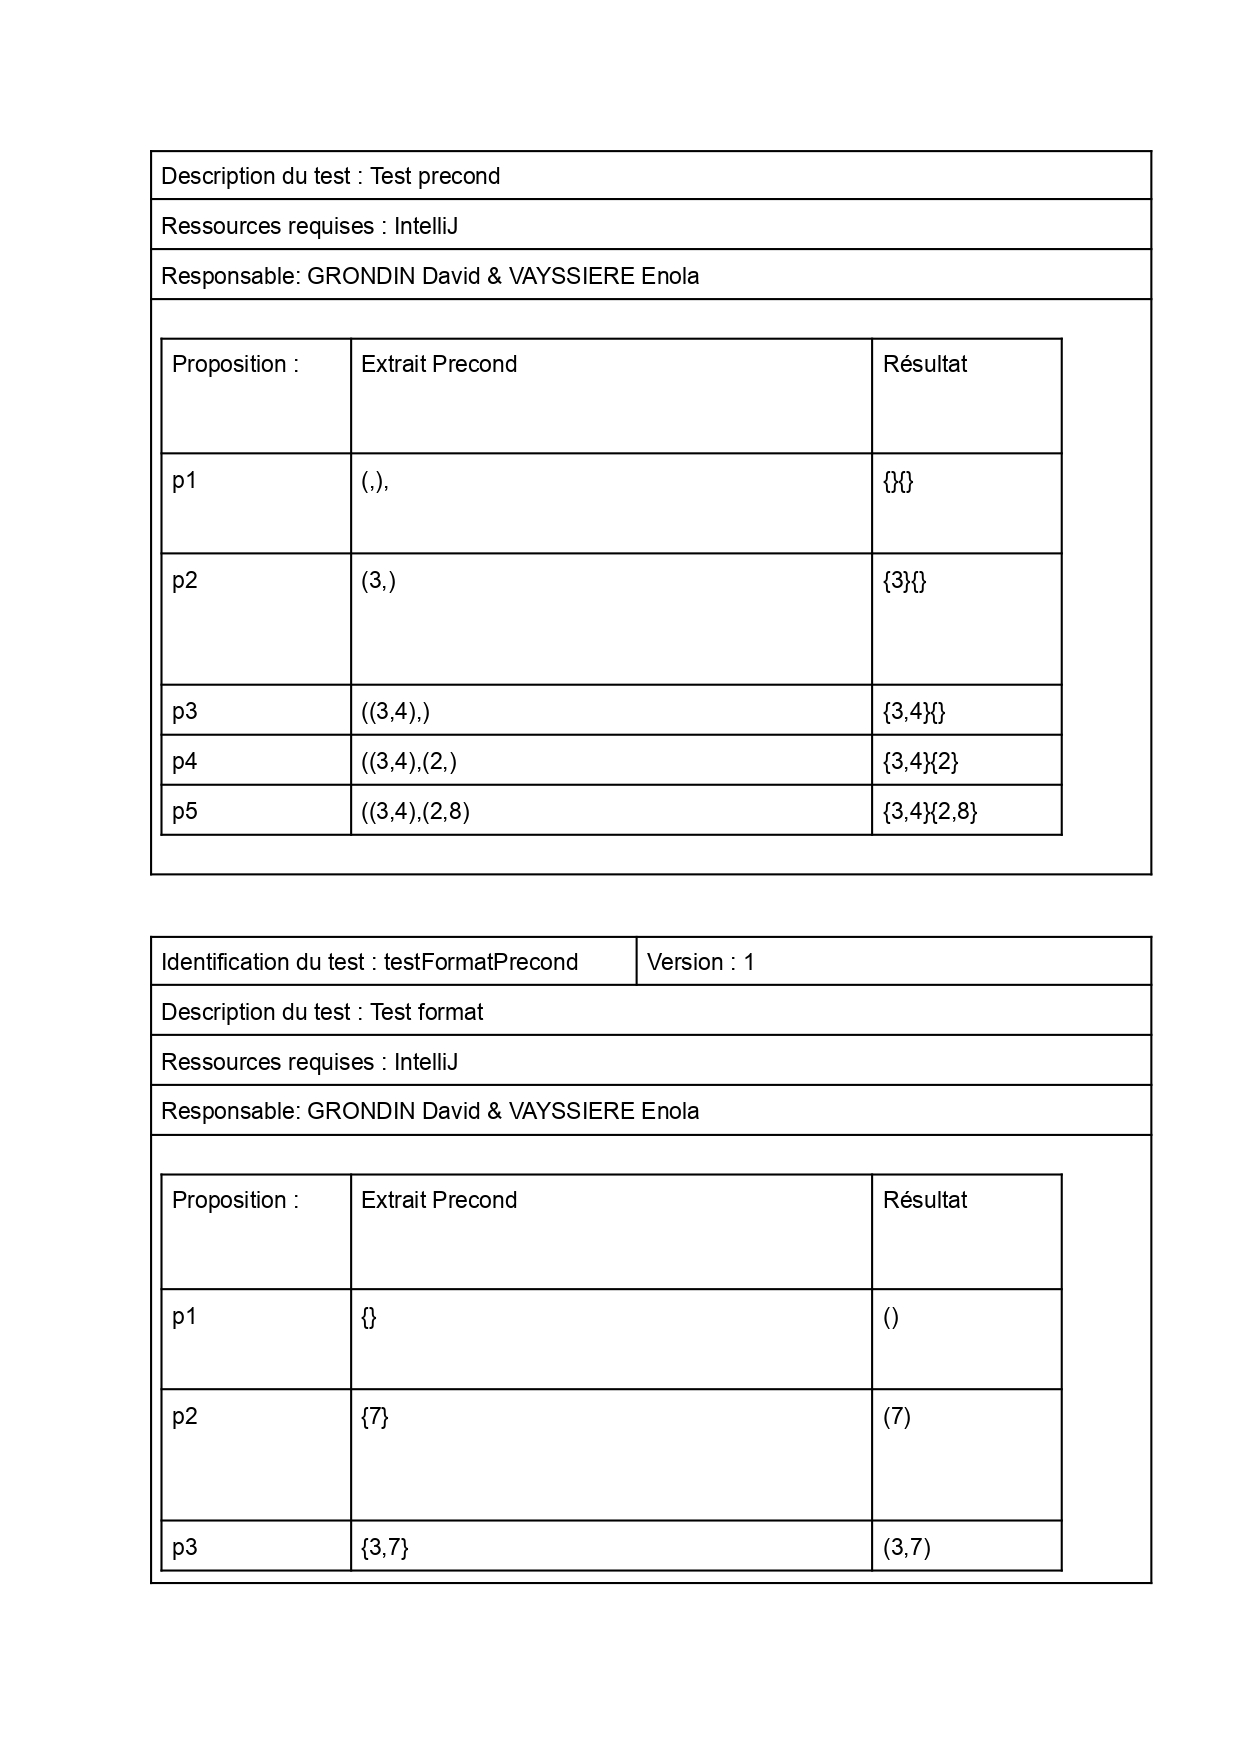 Description du test : Test precond
Ressources requises : IntelliJ
Responsable: GRONDIN David & VAYSSIERE Enola
Proposition : Extrait Precond Résultat
p1 (,), {}{}
p2 (3,) {3}{}
p3 ((3,4),) {3,4}{}
p4 ((3,4),(2,) {3,4}{2}
p5 ((3,4),(2,8) {3,4}{2,8}
Identification du test : testFormatPrecond Version : 1
Description du test : Test format
Ressources requises : IntelliJ
Responsable: GRONDIN David & VAYSSIERE Enola
Proposition : Extrait Precond Résultat
p1 {} ()
p2 {7} (7)
p3 {3,7} (3,7)